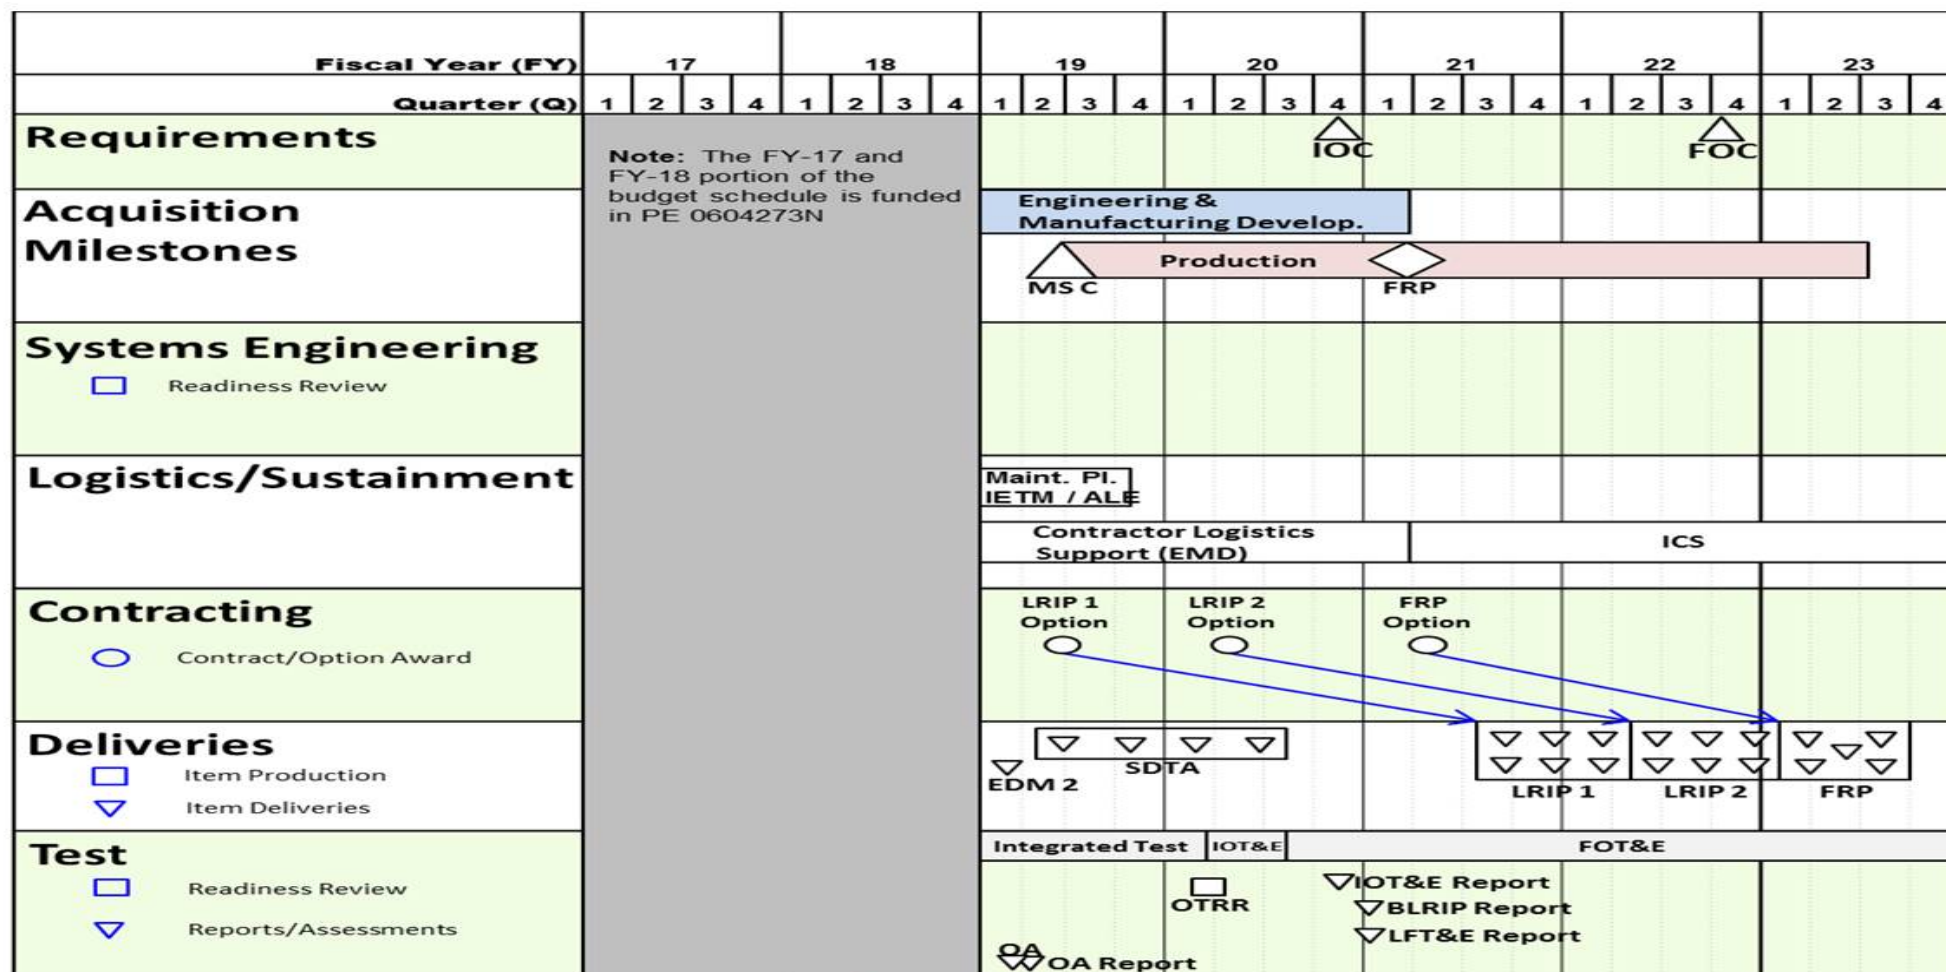 Fiscal Year (FY) 17 18 19 20 21 22 23
Quarter (Q) 1 2 3 4 1 2 3 4 1 2 3 4 1 2 3 4 1 2 3 4 1 2 3 4 1 2 3 4
Requirements
Note: The FY-17 and
FY-18 portion of the
budget schedule is funded
in PE 0604273N
IOC
FOC
Acquisition
Milestones
Engineering &
Manufacturing Develop.
Production
MS C
FRP
Systems Engineering
Readiness Review
Logistics/Sustainment
Maint. Pl.
IETM / ALE
Contractor Logistics
Support (EMD)
ICS
Contracting
Contract/Option Award
LRIP 1
Option
LRIP 2
Option
FRP
Option
Deliveries
Item Production
Item Deliveries
EDM 2
SDTA
LRIP 1
LRIP 2
FRP
Test
Readiness Review
Reports/Assessments
Integrated Test
IOT&E
FOT&E
OTRR
IOT&E Report
BLRIP Report
LFT&E Report
OA
OA Report